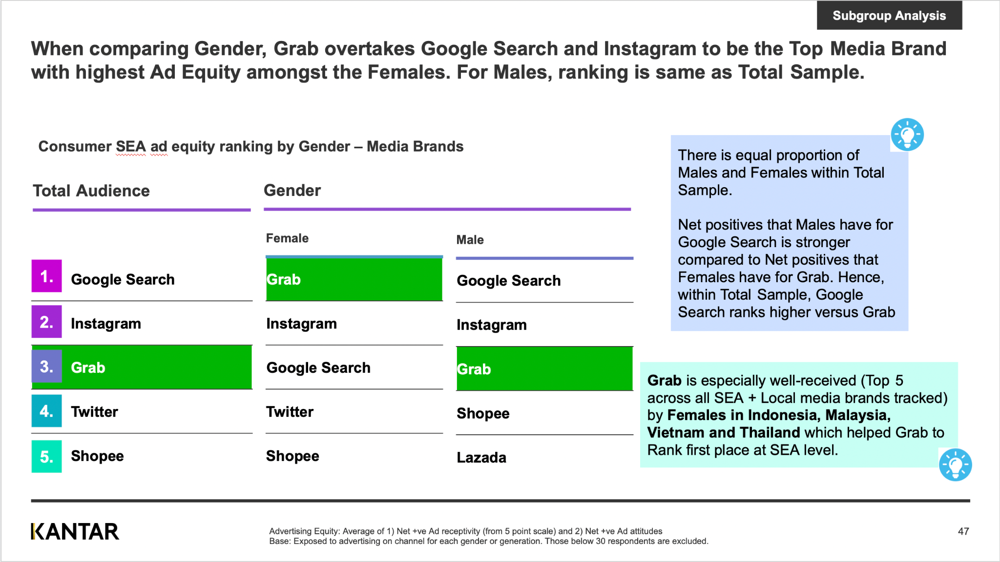 Subgroup Analysis
When comparing Gender, Grab overtakes Google Search and Instagram to be the Top Media Brand
with highest Ad Equity amongst the Females. For Males, ranking is same as Total Sample.
Consumer SEA ad equity ranking by Gender – Media Brands
Total Audience
Gender
Female
Male
1. Google Search
2. Instagram
3. Grab
4. Twitter
5. Shopee
Grab
Instagram
Google Search
Twitter
Shopee
Google Search
Instagram
Grab
Shopee
Lazada
There is equal proportion of
Males and Females within Total
Sample.
Net positives that Males have for
Google Search is stronger
compared to Net positives that
Females have for Grab. Hence,
within Total Sample, Google
Search ranks higher versus Grab
Grab is especially well-received (Top 5
across all SEA + Local media brands tracked)
by Females in Indonesia, Malaysia,
Vietnam and Thailand which helped Grab to
Rank first place at SEA level.
KANTAR
Advertising Equity: Average of 1) Net +ve Ad receptivity (from 5 point scale) and 2) Net +ve Ad attitudes
Base: Exposed to advertising on channel for each gender or generation. Those below 30 respondents are excluded.
47